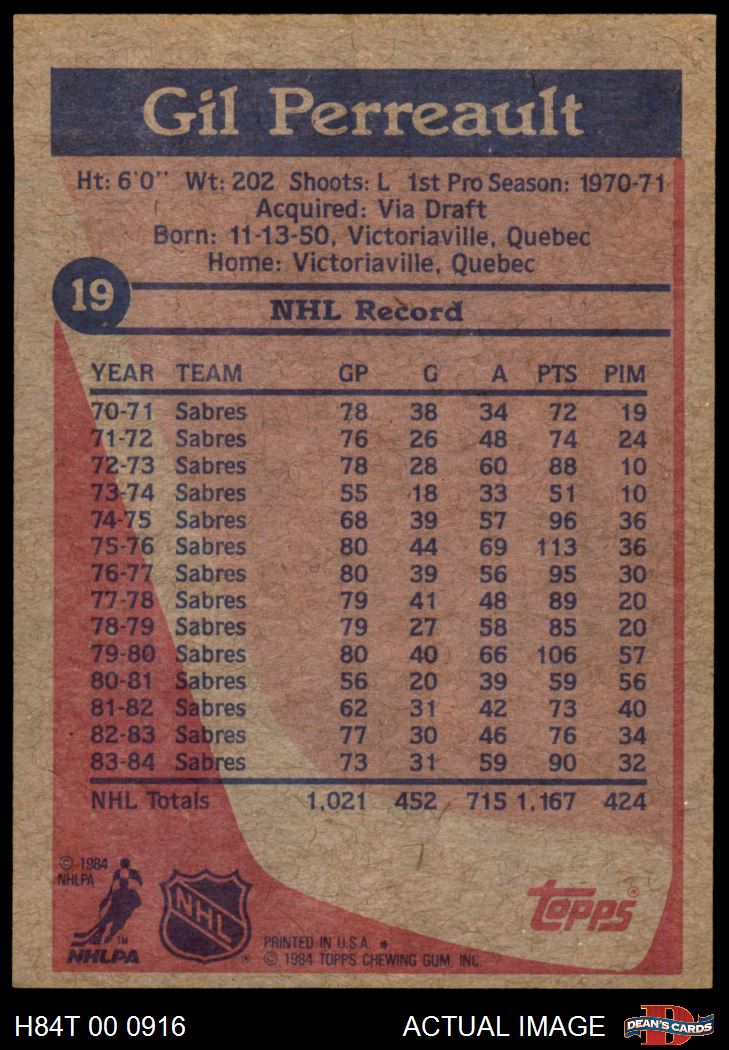 Gil Perreault
Ht: 6'0'' Wt: 202 Shoots: L 1st Pro Season: 1970-71
Acquired: Via Draft
Born: 11-13-50, Victoriaville, Quebec
Home: Victoriaville, Quebec
19
NHL Record
YEAR TEAM GP G A PTS PIM
70-71 Sabres 78 38 34 72 19
71-72 Sabres 76 26 48 74 24
72-73 Sabres 78 28 60 88 10
73-74 Sabres 55 18 33 51 10
74-75 Sabres 68 39 57 96 36
75-76 Sabres 80 44 69 113 36
76-77 Sabres 80 39 56 95 30
77-78 Sabres 79 41 48 89 20
78-79 Sabres 79 27 58 85 20
79-80 Sabres 80 40 66 106 57
80-81 Sabres 56 20 39 59 56
81-82 Sabres 62 31 42 73 40
82-83 Sabres 77 30 46 76 34
83-84 Sabres 73 31 59 90 32
NHL Totals 1,021 452 715 1,167 424
© 1984
NHLPA
TM
NHLPA
NHL
®
topps®
PRINTED IN U.S.A. *
© 1984 TOPPS CHEWING GUM, INC.
H84T 00 0916 ACTUAL IMAGE
D
DEAN'S CARDS